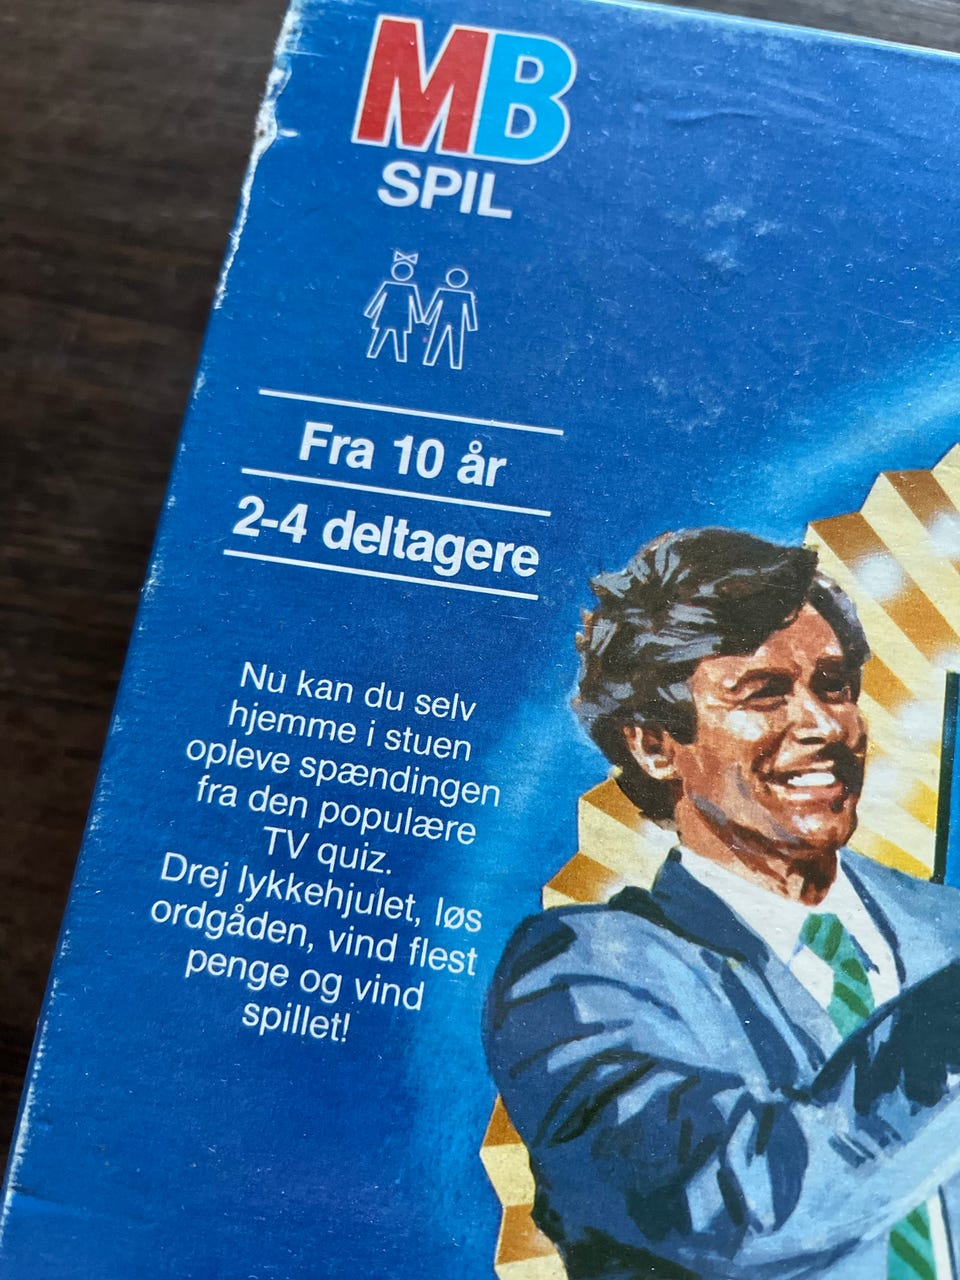 MB
SPIL
Fra 10 år
2-4 deltagere
Nu kan du selv
hjemme i stuen
opleve spændingen
fra den populære
TV quiz.
Drej lykkehjulet, løs
ordgåden, vind flest
penge og vind
spillet!